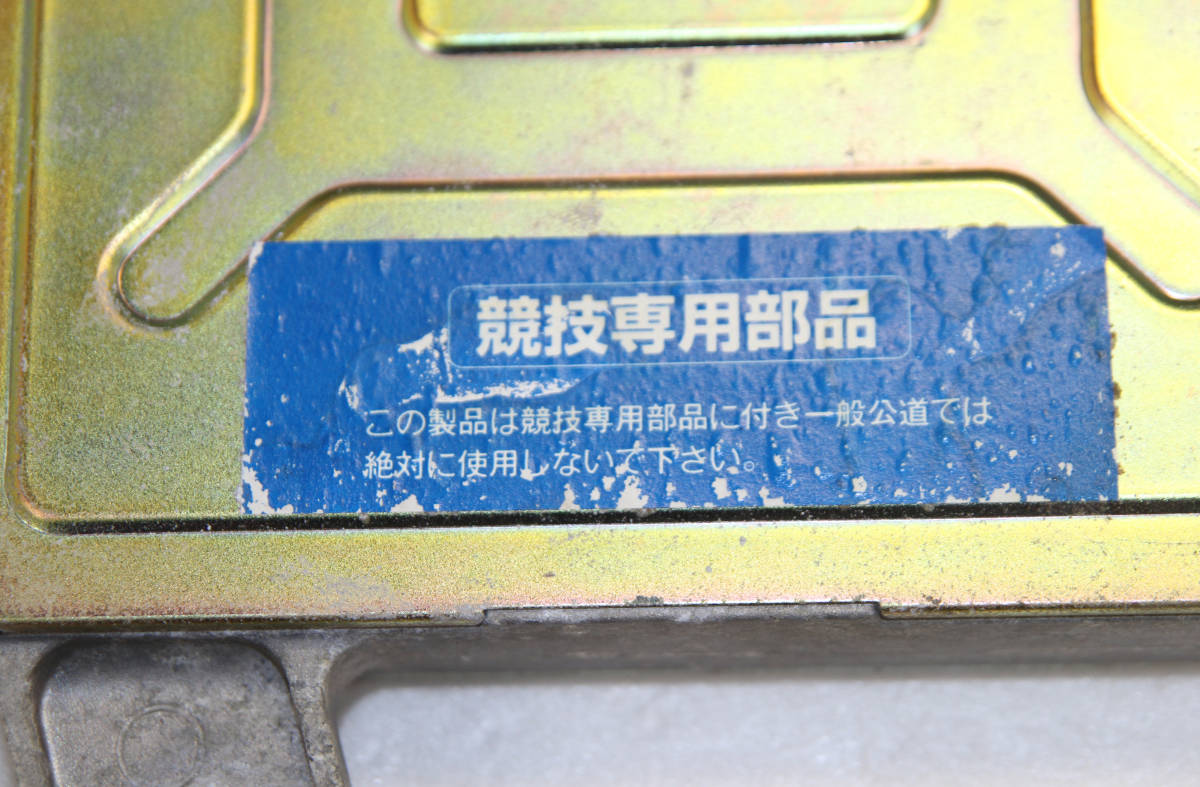 競技専用部品
この製品は競技専用部品に付き一般公道では
絶対に使用しないで下さい。